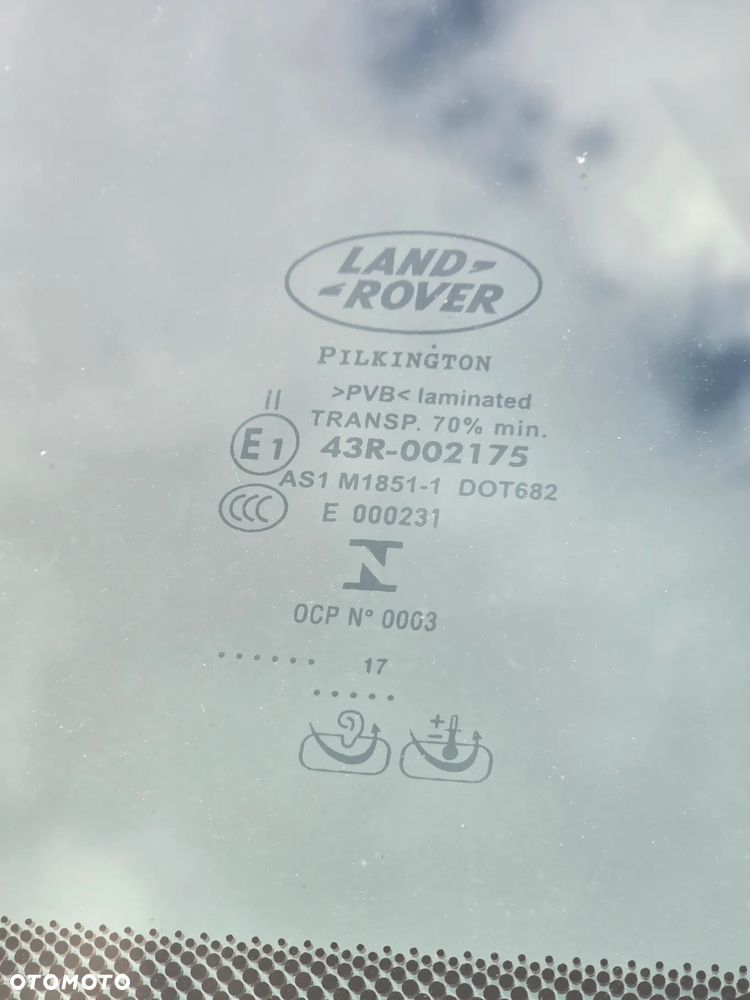 LAND
ROVER
PILKINGTON
>PVB< laminated
II
TRANSP. 70% min.
E1 43R-002175
AS1 M1851-1 DOT682
CCC
E 000231
OCP N° 0003
...... 17
.....
+
−
OTOMOTO